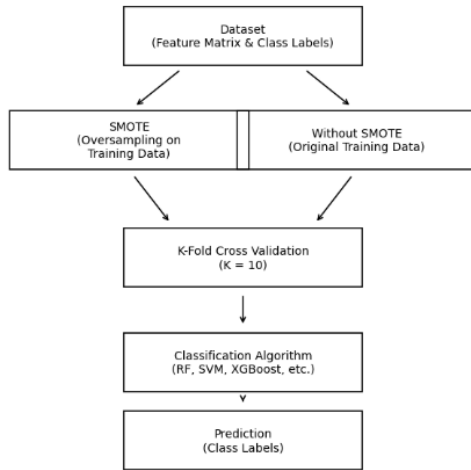 Dataset
(Feature Matrix & Class Labels)
SMOTE
(Oversampling on
Training Data)
Without SMOTE
(Original Training Data)
K-Fold Cross Validation
(K = 10)
Classification Algorithm
(RF, SVM, XGBoost, etc.)
Prediction
(Class Labels)